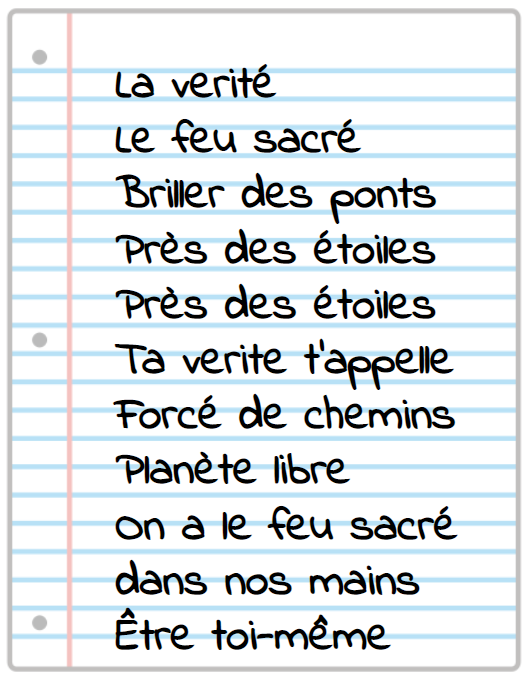 La verité
Le feu sacré
Briller des ponts
Près des étoiles
Près des étoiles
Ta verite t'appelle
Forcé de chemins
Planète libre
On a le feu sacré
dans nos mains
Être toi-même